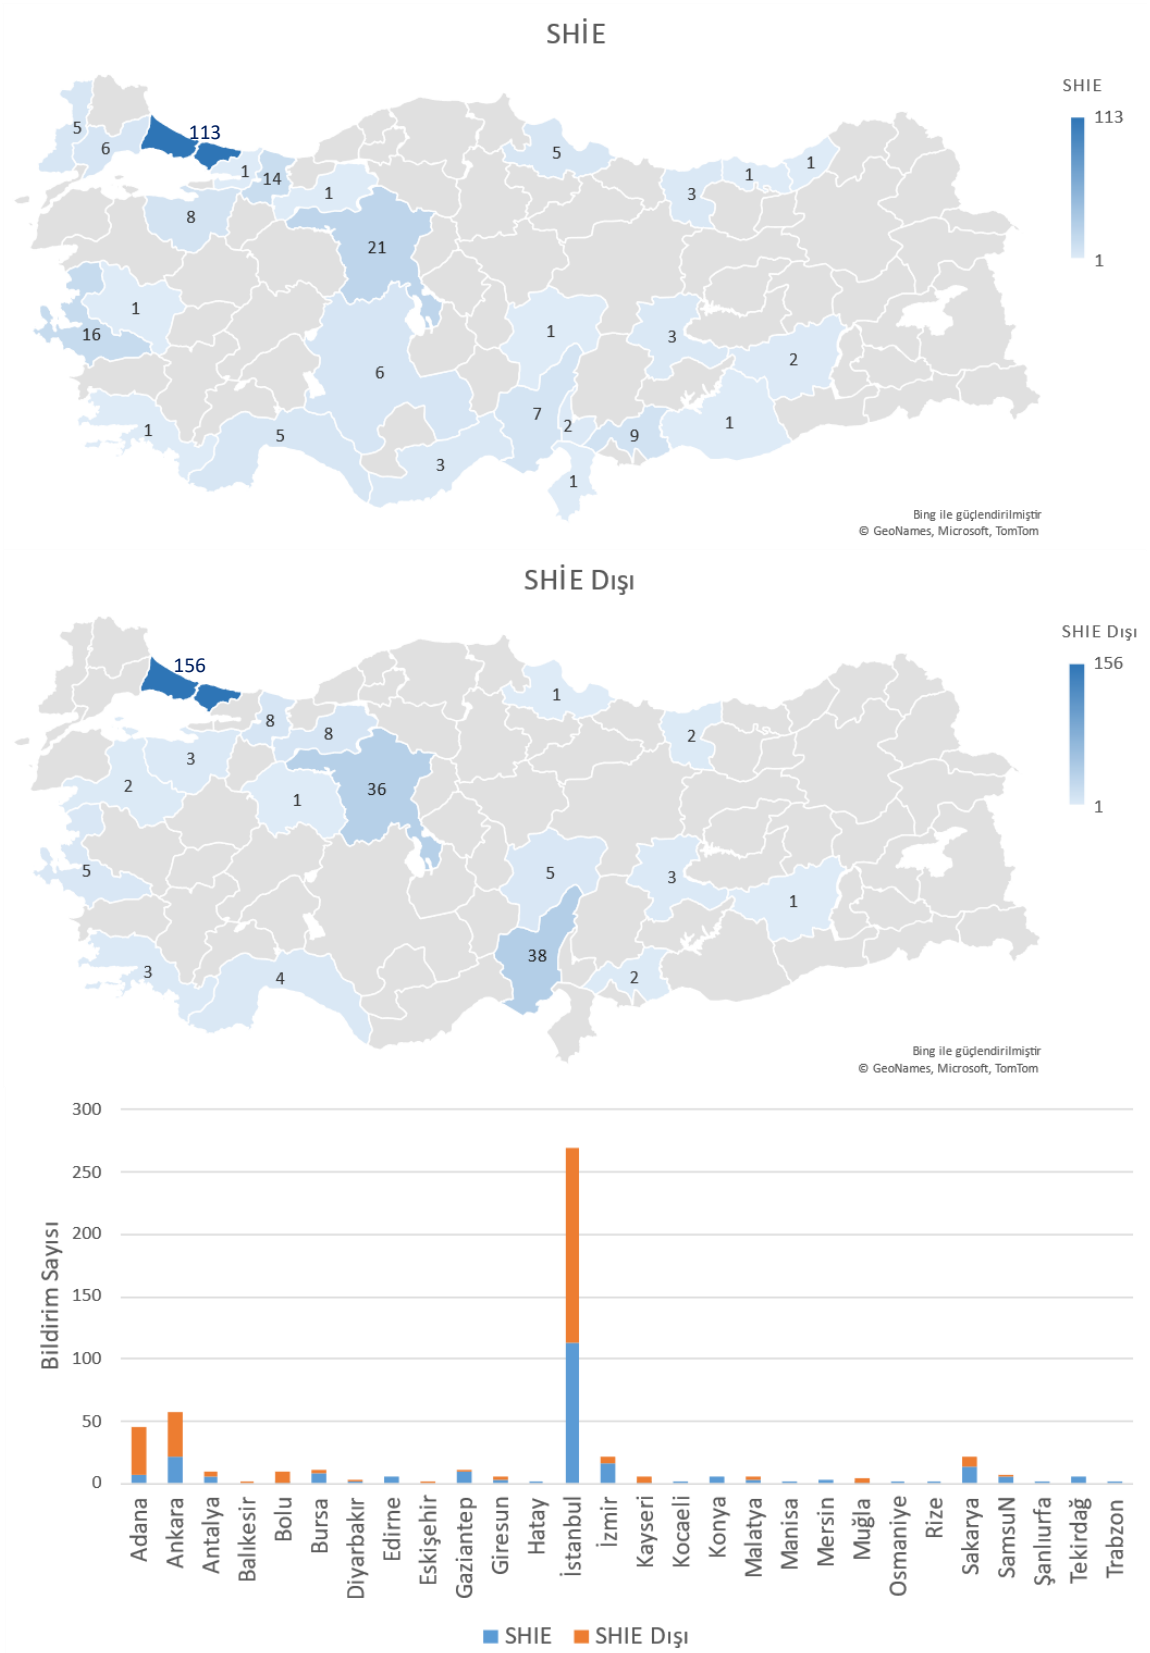 SHİE
SHIE
113
1
5
6
113
1
14
1
5
1
1
3
8
21
1
16
1
3
2
6
7
2
9
1
1
5
3
1
Bing ile güçlendirilmiştir
© GeoNames, Microsoft, TomTom
SHİE Dışı
SHIE Dışı
156
1
156
8
8
1
2
3
2
1
36
5
5
3
1
38
2
3
4
Bing ile güçlendirilmiştir
© GeoNames, Microsoft, TomTom
Bildirim Sayısı
300
250
200
150
100
50
0
Adana
Ankara
Antalya
Balıkesir
Bolu
Bursa
Diyarbakır
Edirne
Eskişehir
Gaziantep
Giresun
Hatay
İstanbul
İzmir
Kayseri
Kocaeli
Konya
Malatya
Manisa
Mersin
Muğla
Osmaniye
Rize
Sakarya
SamsuN
Şanlıurfa
Tekirdağ
Trabzon
SHIE
SHIE Dışı